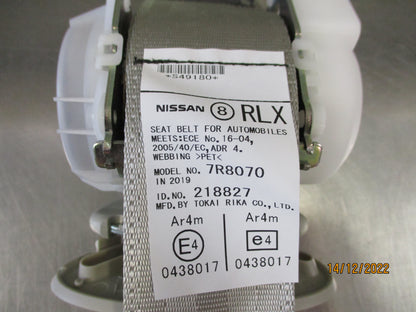 *S49180*
NISSAN 8 RLX
SEAT BELT FOR AUTOMOBILES
MEETS:ECE No.16-04,
2005/40/EC,ADR 4.
WEBBING >PET<
MODEL NO. 7R8070
IN 2019
ID.NO. 218827
MFD.BY TOKAI RIKA CO.,LTD.
Ar4m Ar4m
E4 e4
0438017 0438017
14/12/2022